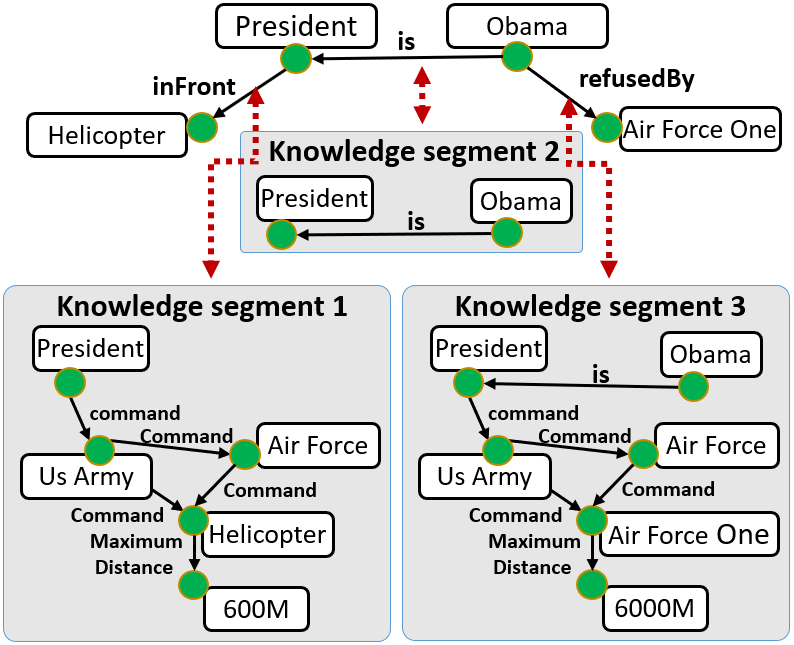 President
Obama
is
inFront
refusedBy
Helicopter
Air Force One
Knowledge segment 2
President
Obama
is
Knowledge segment 1
President
command
Command
Air Force
Us Army
Command
Command
Helicopter
Maximum
Distance
600M
Knowledge segment 3
President
Obama
is
command
Command
Air Force
Us Army
Command
Command
Air Force One
Maximum
Distance
6000M